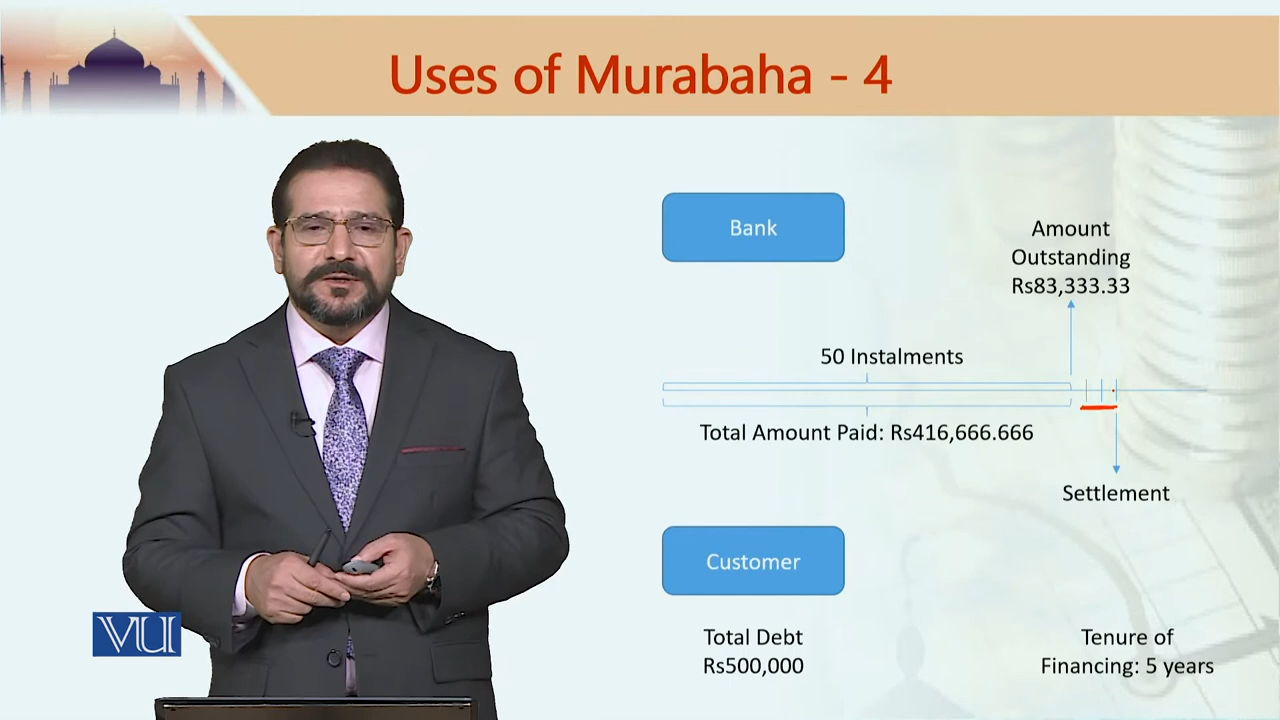 Uses of Murabaha - 4
Bank
Amount
Outstanding
Rs83,333.33
50 Instalments
Total Amount Paid: Rs416,666.666
Settlement
Customer
VU
Total Debt
Rs500,000
Tenure of
Financing: 5 years